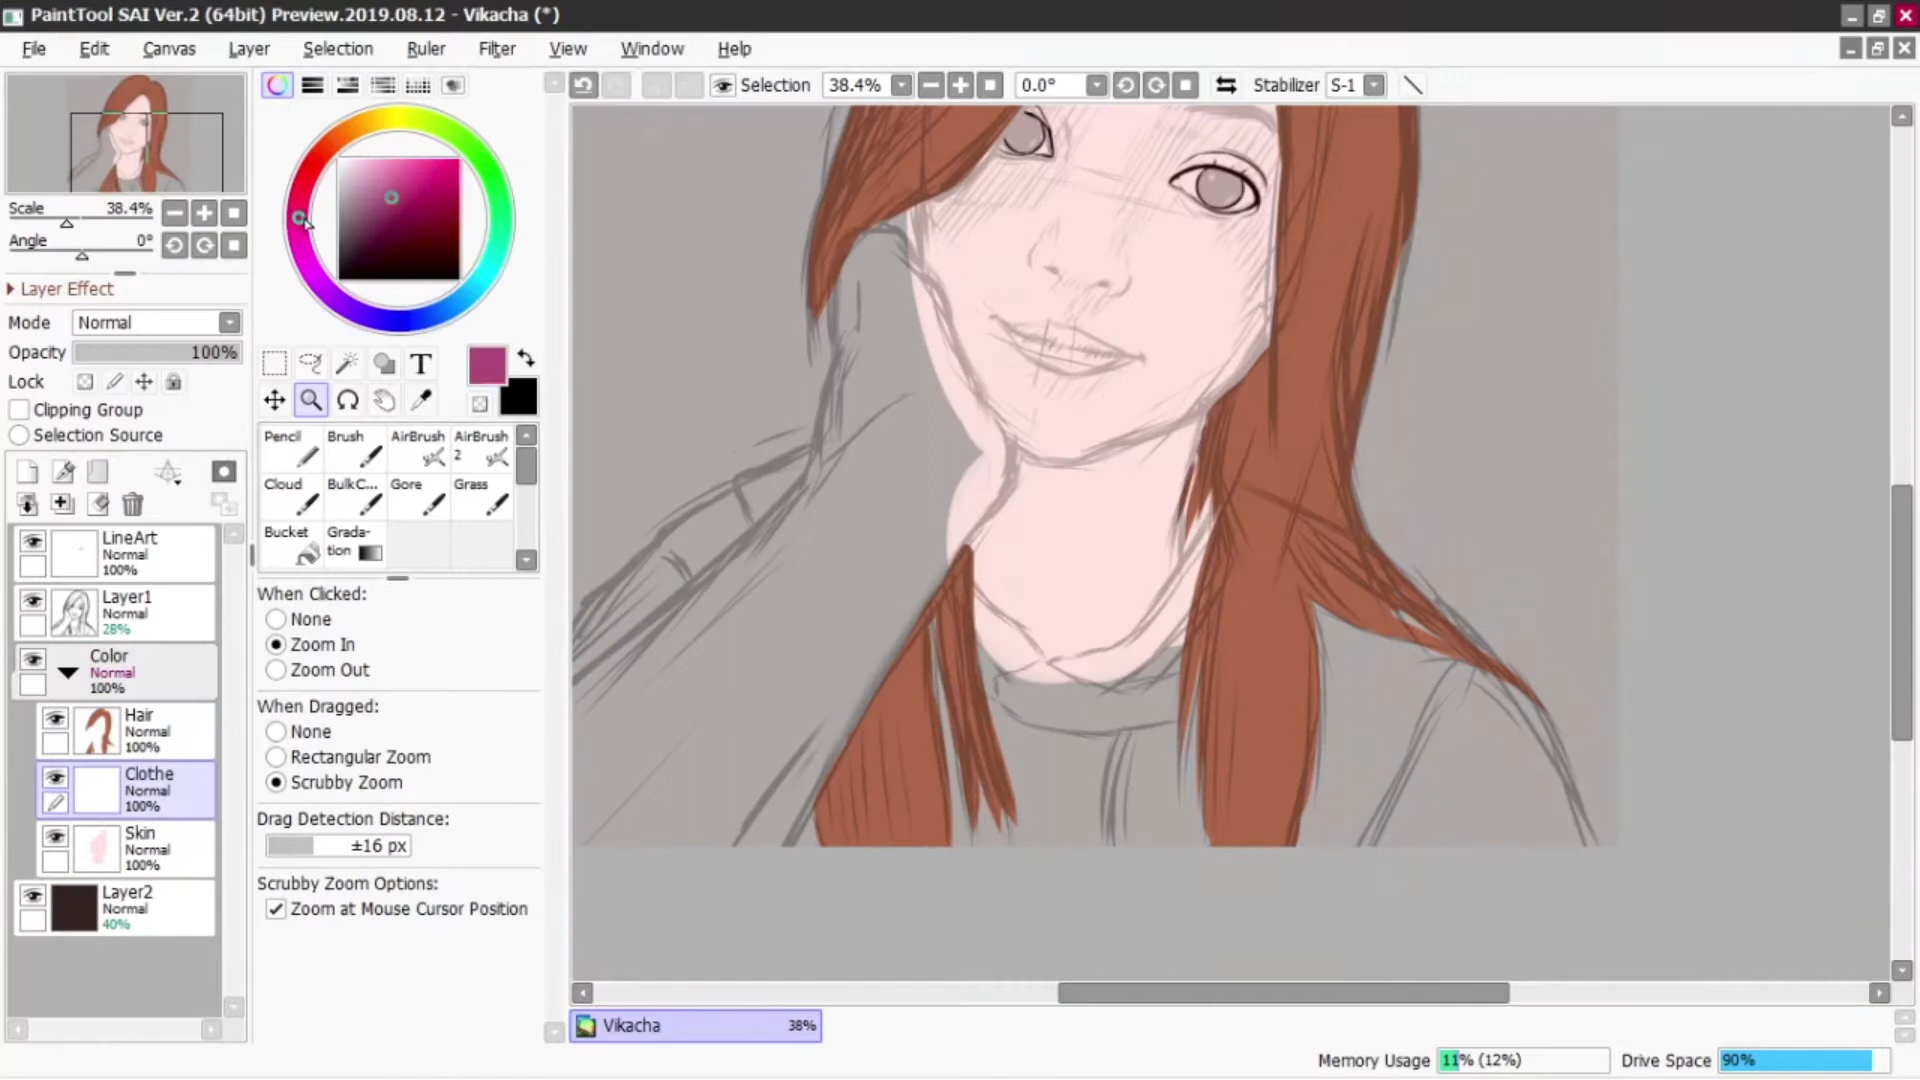 PaintTool SAI Ver.2 (64bit) Preview.2019.08.12 - Vikacha (*)
File Edit Canvas Layer Selection Ruler Filter View Window Help
Selection 38.4% 0.0° Stabilizer S-1
Scale 38.4%
Angle 0°
Layer Effect
Mode Normal
Opacity 100%
Lock
Clipping Group
Selection Source
LineArt
Normal
100%
Layer1
Normal
28%
Color
Normal
100%
Hair
Normal
100%
Clothe
Normal
100%
Skin
Normal
100%
Layer2
Normal
40%
T
Pencil Brush AirBrush AirBrush 2
Cloud BulkC... Gore Grass
Bucket Grada-
tion
When Clicked:
None
Zoom In
Zoom Out
When Dragged:
None
Rectangular Zoom
Scrubby Zoom
Drag Detection Distance:
±16 px
Scrubby Zoom Options:
Zoom at Mouse Cursor Position
Vikacha 38%
Memory Usage 11% (12%) Drive Space 90%